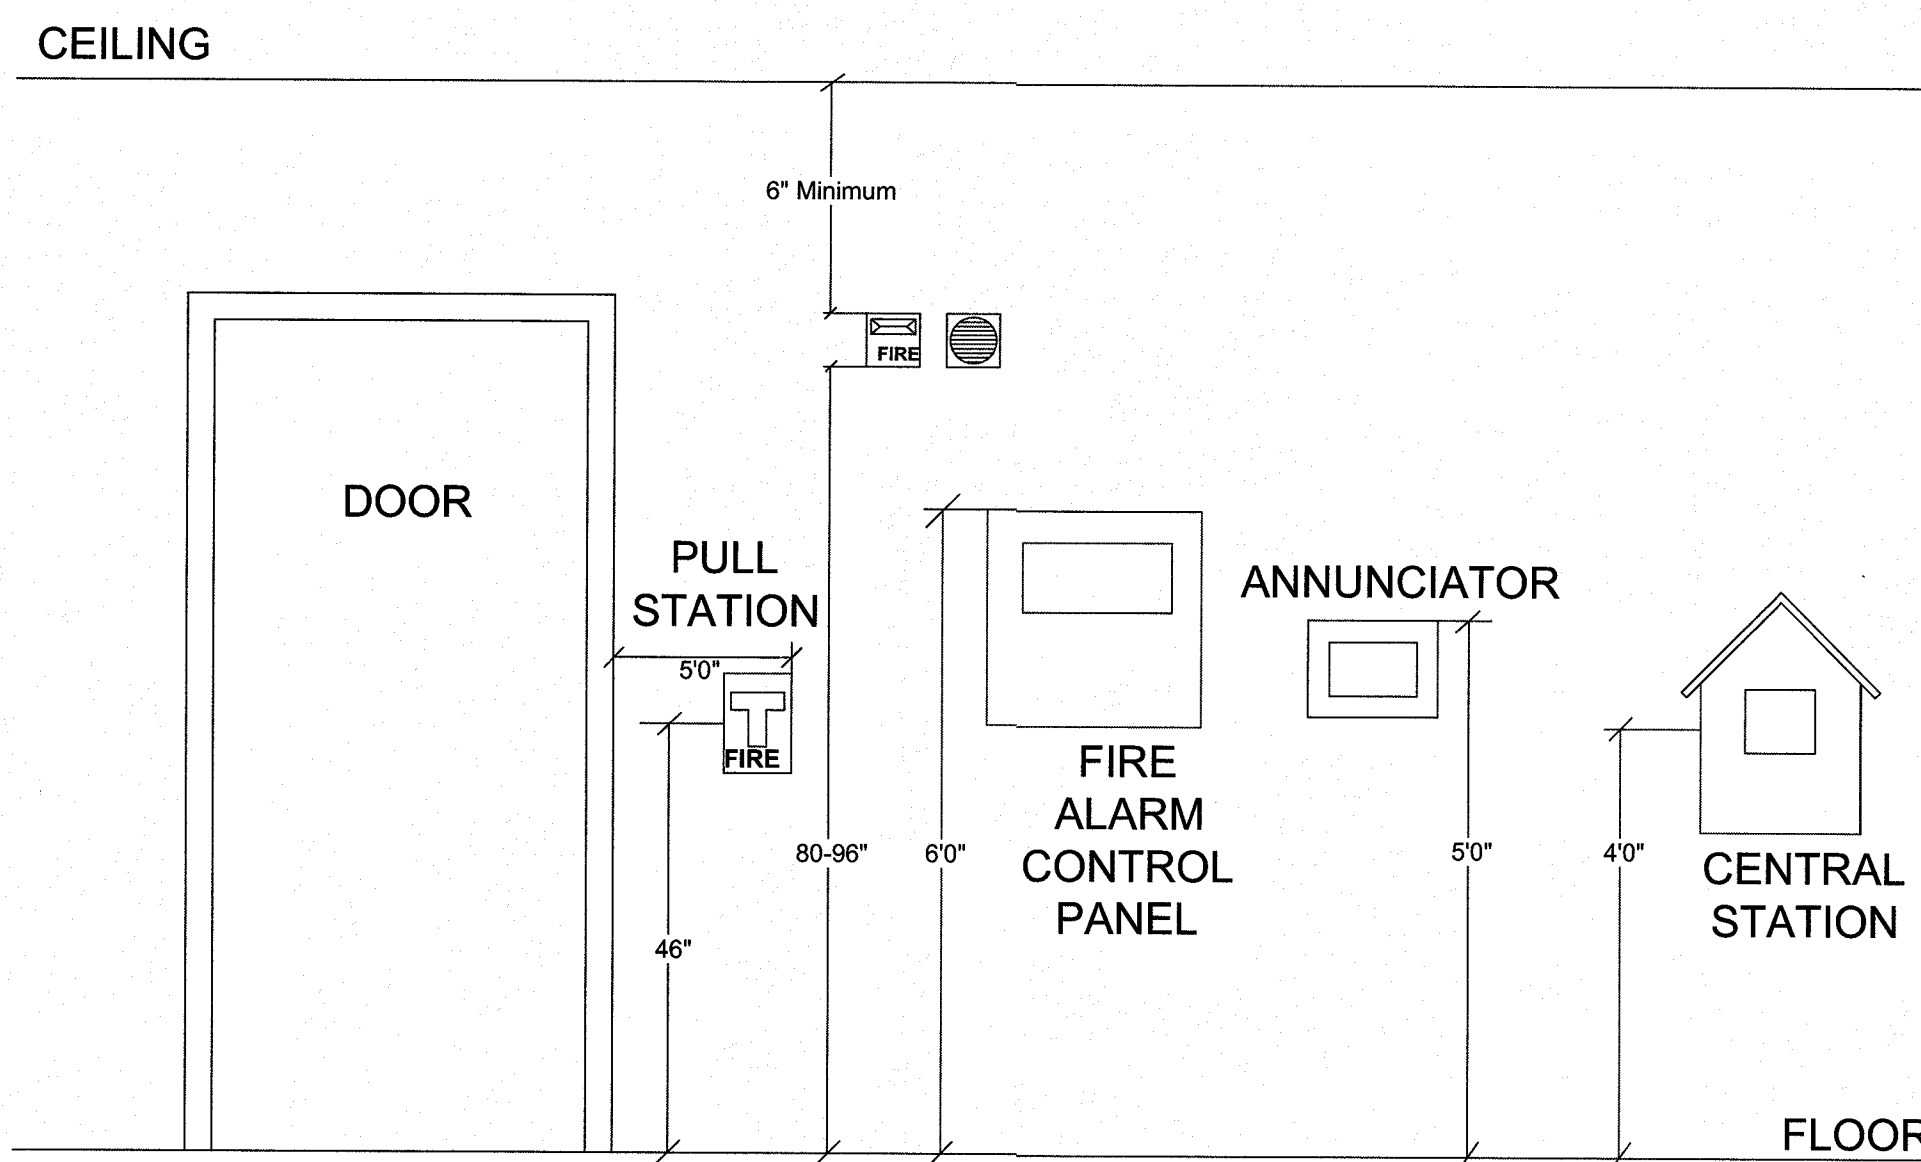 CEILING
6" Minimum
FIRE
DOOR
PULL
STATION
5'0"
FIRE
46"
80-96"
6'0"
FIRE
ALARM
CONTROL
PANEL
ANNUNCIATOR
5'0"
4'0"
CENTRAL
STATION
FLOOR